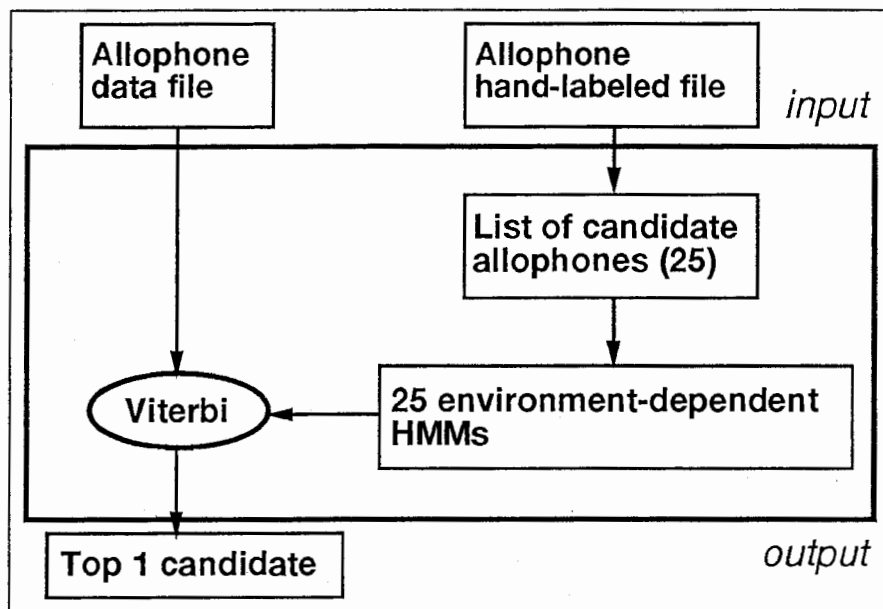 Allophone
data file
Allophone
hand-labeled file
input
List of candidate
allophones (25)
25 environment-dependent
HMMs
Viterbi
Top 1 candidate
output